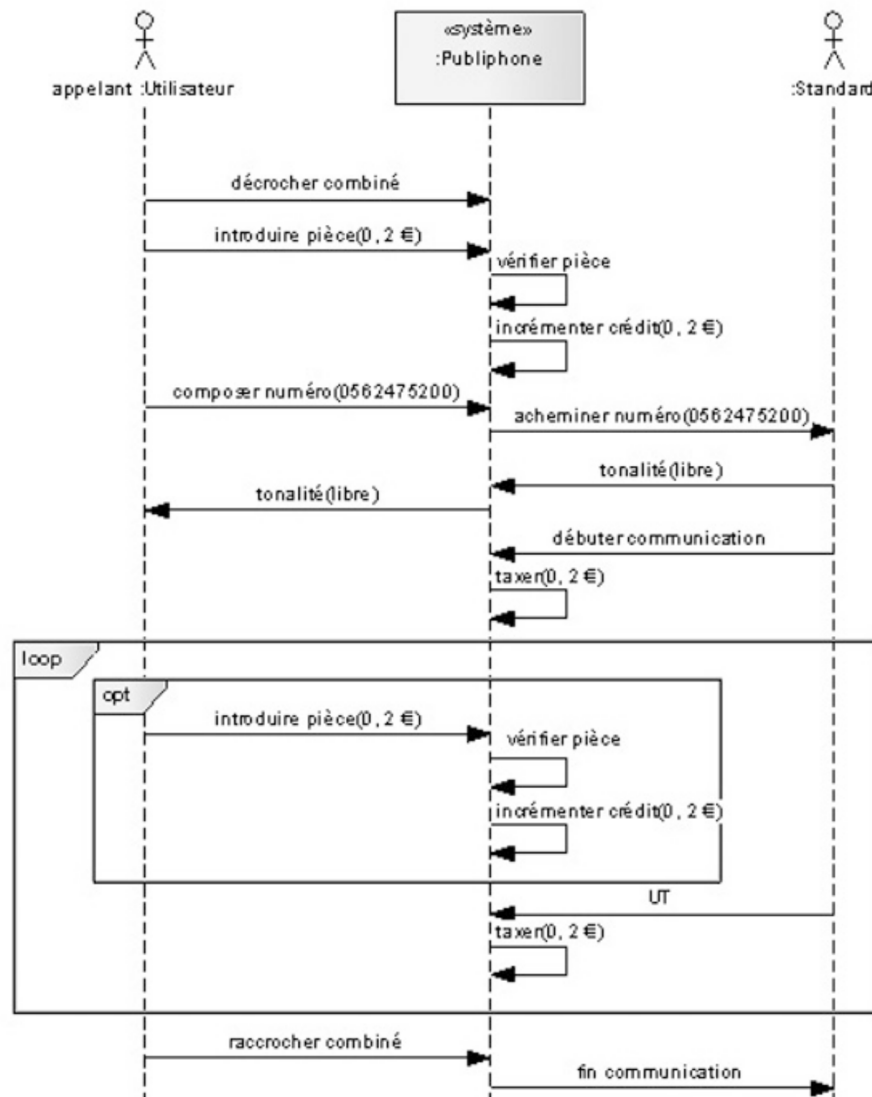 «système»
:Publiphone
appelant :Utilisateur
:Standard
décrocher combiné
introduire pièce(0, 2 €)
vérifier pièce
incrémenter crédit(0, 2 €)
composer numéro(0562475200)
acheminer numéro(0562475200)
tonalité(libre)
tonalité(libre)
débuter communication
taxer(0, 2 €)
loop
opt
introduire pièce(0, 2 €)
vérifier pièce
incrémenter crédit(0, 2 €)
UT
taxer(0, 2 €)
raccrocher combiné
fin communication